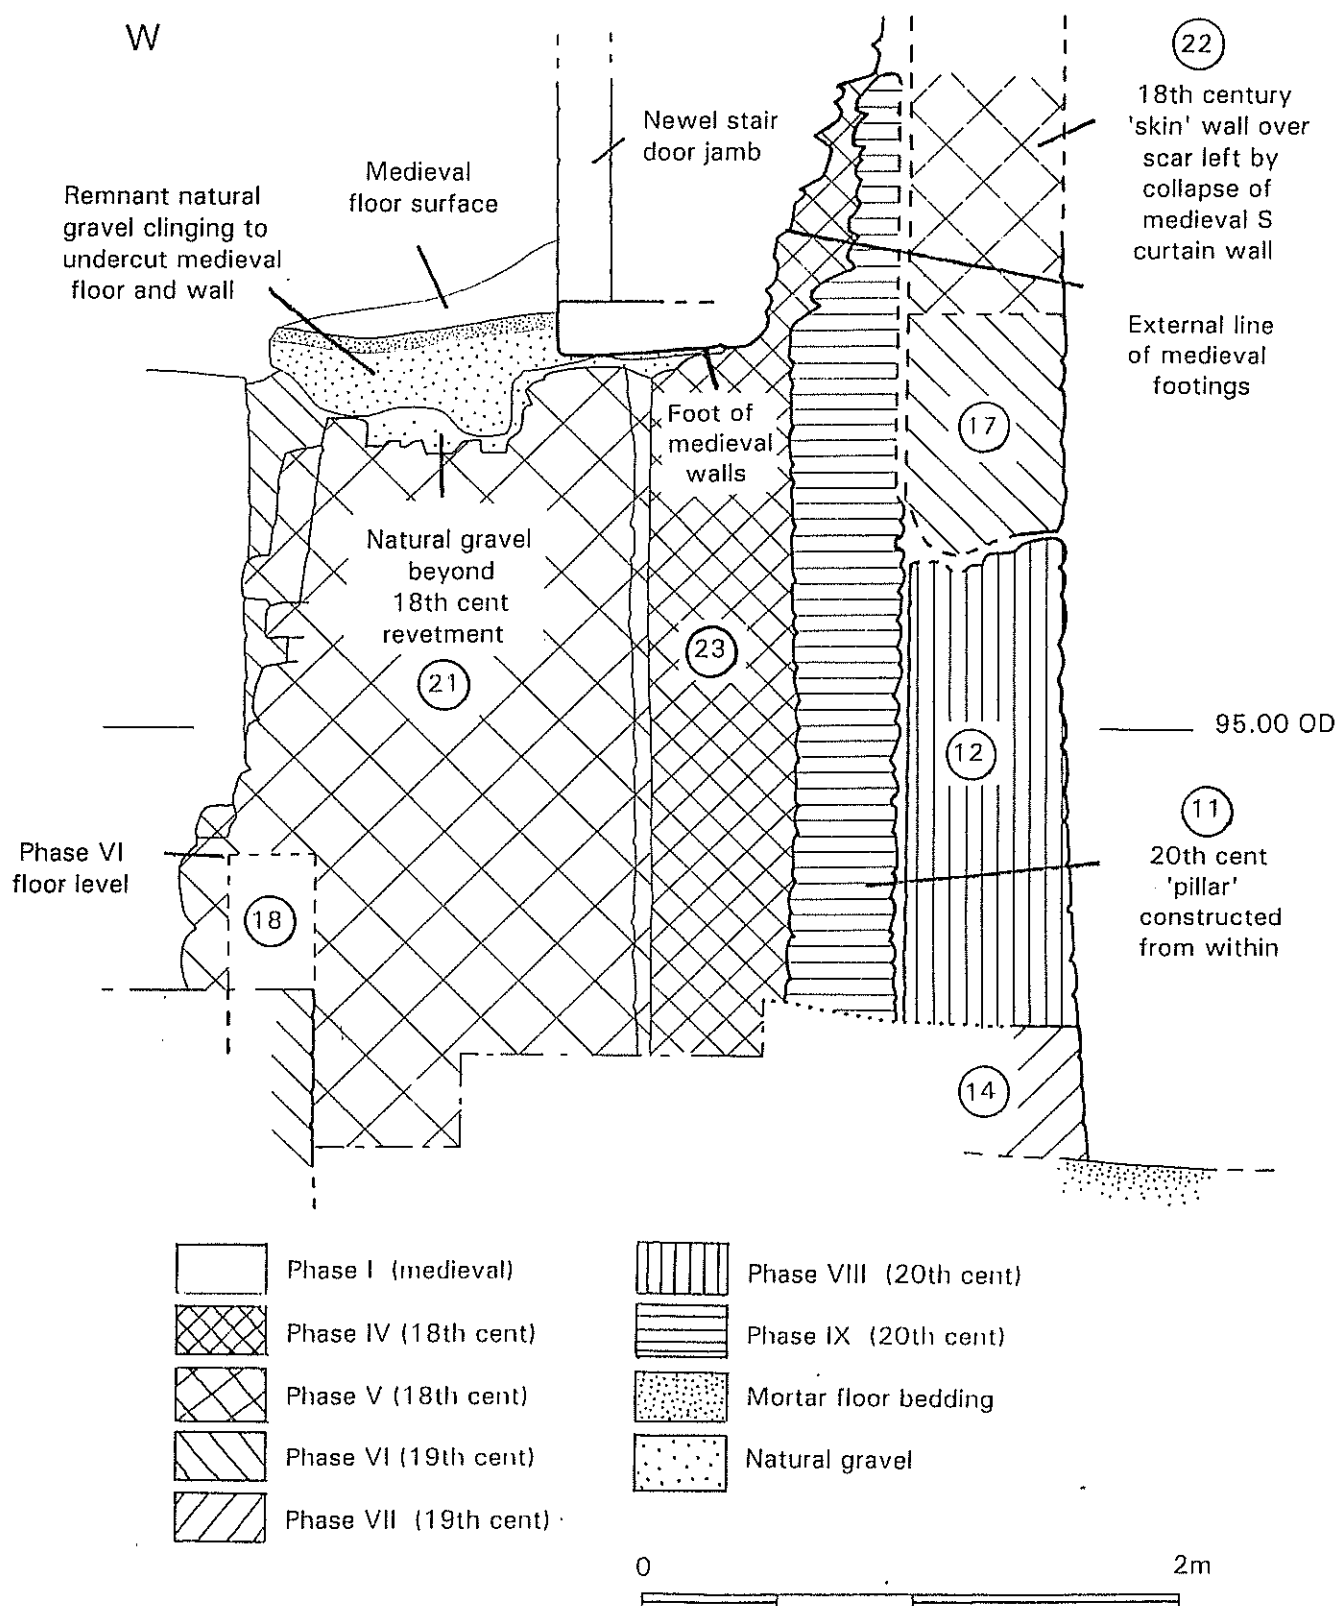 W
22
18th century
'skin' wall over
scar left by
collapse of
medieval S
curtain wall
Newel stair
door jamb
Medieval
floor surface
Remnant natural
gravel clinging to
undercut medieval
floor and wall
External line
of medieval
footings
17
Foot of
medieval
walls
Natural gravel
beyond
18th cent
revetment
21
23
95.00 OD
12
11
20th cent
'pillar'
constructed
from within
Phase VI
floor level
18
14
Phase I (medieval)
Phase IV (18th cent)
Phase V (18th cent)
Phase VI (19th cent)
Phase VII (19th cent)
Phase VIII (20th cent)
Phase IX (20th cent)
Mortar floor bedding
Natural gravel
0 2m